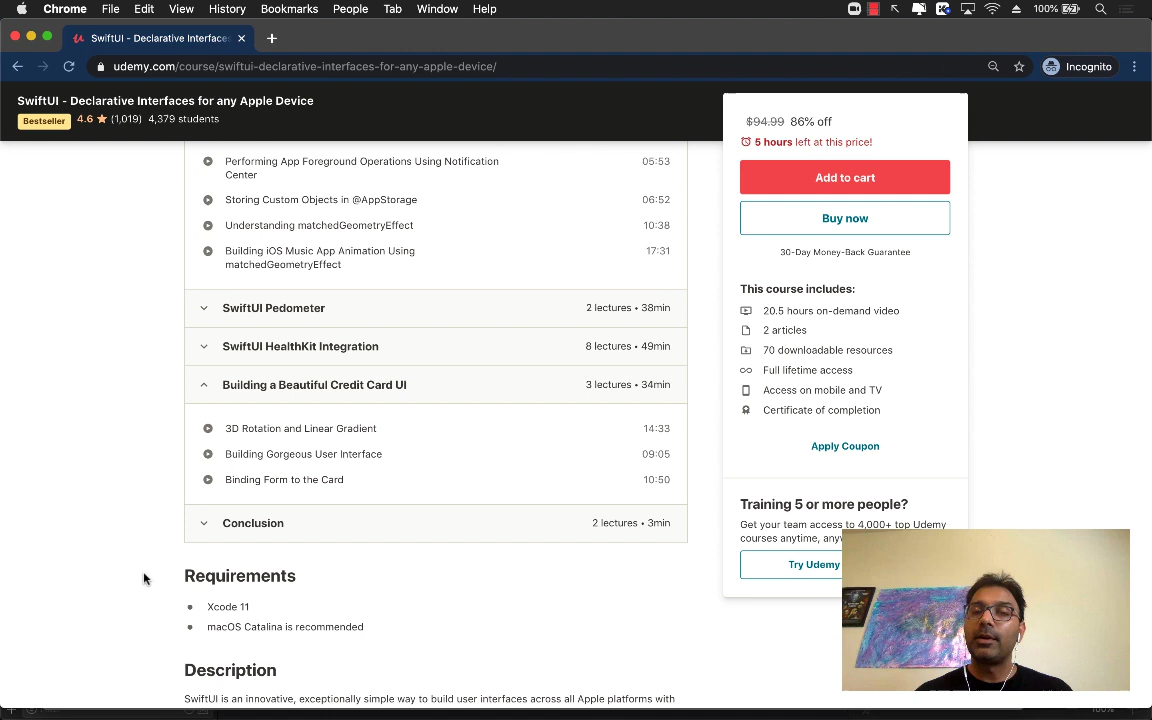 Chrome File Edit View History Bookmarks People Tab Window Help 100%
SwiftUI - Declarative Interfaces
udemy.com/course/swiftui-declarative-interfaces-for-any-apple-device/
Incognito
SwiftUI - Declarative Interfaces for any Apple Device
Bestseller 4.6 (1,019) 4,379 students
Performing App Foreground Operations Using Notification 05:53
Center
Storing Custom Objects in @AppStorage 06:52
Understanding matchedGeometryEffect 10:38
Building iOS Music App Animation Using 17:31
matchedGeometryEffect
SwiftUI Pedometer 2 lectures • 38min
SwiftUI HealthKit Integration 8 lectures • 49min
Building a Beautiful Credit Card UI 3 lectures • 34min
3D Rotation and Linear Gradient 14:33
Building Gorgeous User Interface 09:05
Binding Form to the Card 10:50
Conclusion 2 lectures • 3min
Requirements
Xcode 11
macOS Catalina is recommended
Description
SwiftUI is an innovative, exceptionally simple way to build user interfaces across all Apple platforms with
$94.99 86% off
5 hours left at this price!
Add to cart
Buy now
30-Day Money-Back Guarantee
This course includes:
20.5 hours on-demand video
2 articles
70 downloadable resources
Full lifetime access
Access on mobile and TV
Certificate of completion
Apply Coupon
Training 5 or more people?
Get your team access to 4,000+ top Udemy
courses anytime,
Try Udemy
100%